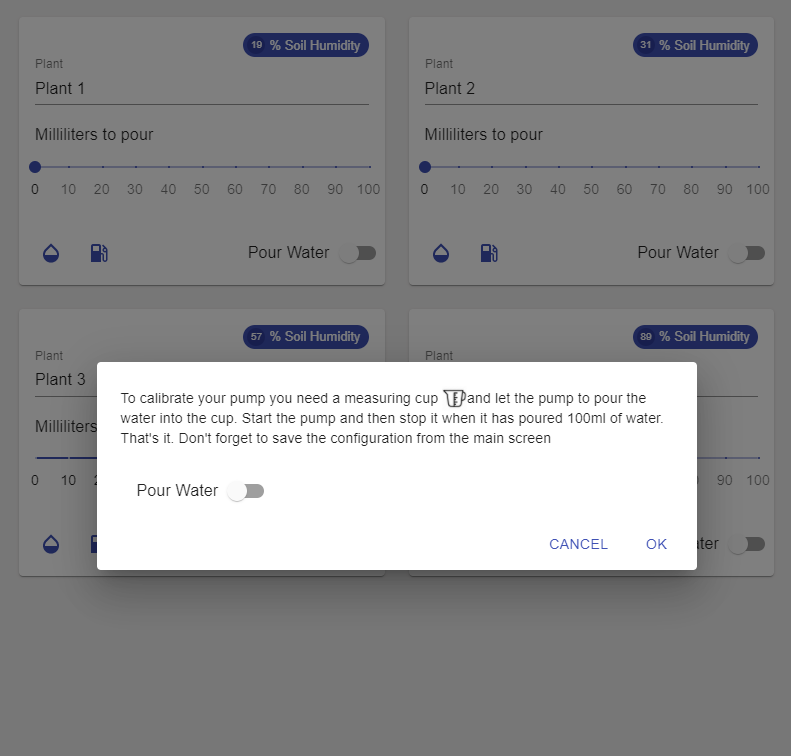 19 % Soil Humidity
Plant
Plant 1
Milliliters to pour
0 10 20 30 40 50 60 70 80 90 100
Pour Water
31 % Soil Humidity
Plant
Plant 2
Milliliters to pour
0 10 20 30 40 50 60 70 80 90 100
Pour Water
57 % Soil Humidity
Plant
Plant 3
Milliliters
0 10
89 % Soil Humidity
Plant
90 100
ter
To calibrate your pump you need a measuring cup and let the pump to pour the
water into the cup. Start the pump and then stop it when it has poured 100ml of water.
That's it. Don't forget to save the configuration from the main screen
Pour Water
CANCEL OK